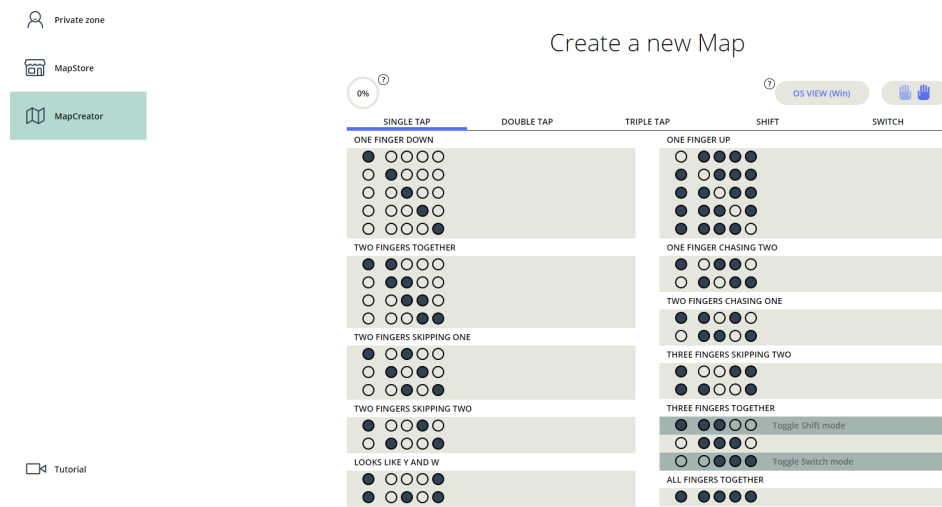 Private zone
MapStore
MapCreator
Tutorial
Create a new Map
0%
?
?
OS VIEW (Win)
SINGLE TAP DOUBLE TAP TRIPLE TAP SHIFT SWITCH
ONE FINGER DOWN
TWO FINGERS TOGETHER
TWO FINGERS SKIPPING ONE
TWO FINGERS SKIPPING TWO
LOOKS LIKE Y AND W
ONE FINGER UP
ONE FINGER CHASING TWO
TWO FINGERS CHASING ONE
THREE FINGERS SKIPPING TWO
THREE FINGERS TOGETHER
Toggle Shift mode
Toggle Switch mode
ALL FINGERS TOGETHER